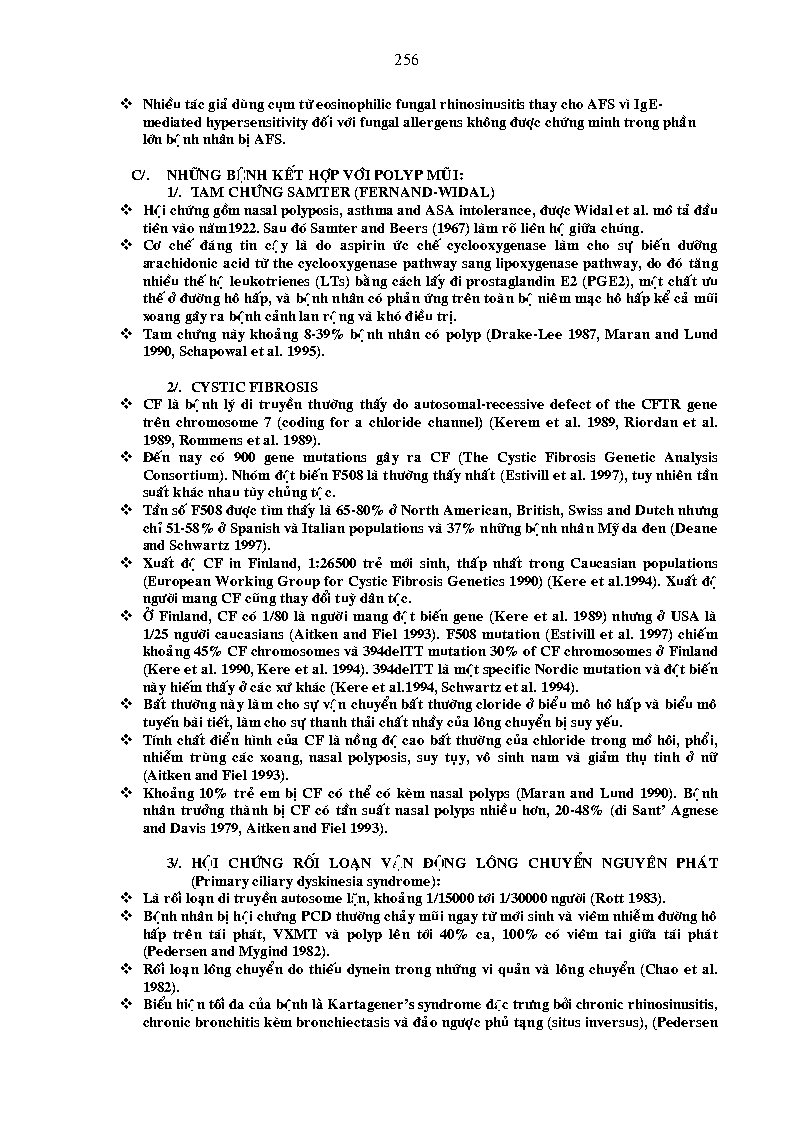 256
❖ Nhiều tác giả dùng cụm từ eosinophilic fungal rhinosinusitis thay cho AFS vì IgE-
mediated hypersensitivity đối với fungal allergens không được chứng minh trong phần
lớn bệnh nhân bị AFS.
C/. NHỮNG BỆNH KẾT HỢP VỚI POLYP MŨI:
1/. TAM CHỨNG SAMTER (FERNAND-WIDAL)
❖ Hội chứng gồm nasal polyposis, asthma and ASA intolerance, được Widal et al. mô tả đầu
tiên vào năm1922. Sau đó Samter and Beers (1967) làm rõ liên hệ giữa chúng.
❖ Cơ chế đáng tin cậy là do aspirin ức chế cyclooxygenase làm cho sự biến dưỡng
arachidonic acid từ the cyclooxygenase pathway sang lipoxygenase pathway, do đó tăng
nhiều thế hệ leukotrienes (LTs) bằng cách lấy đi prostaglandin E2 (PGE2), một chất ưu
thế ở đường hô hấp, và bệnh nhân có phản ứng trên toàn bộ niêm mạc hô hấp kể cả mũi
xoang gây ra bệnh cảnh lan rộng và khó điều trị.
❖ Tam chứng này khoảng 8-39% bệnh nhân có polyp (Drake-Lee 1987, Maran and Lund
1990, Schapowal et al. 1995).
2/. CYSTIC FIBROSIS
❖ CF là bệnh lý di truyền thường thấy do autosomal-recessive defect of the CFTR gene
trên chromosome 7 (coding for a chloride channel) (Kerem et al. 1989, Riordan et al.
1989, Rommens et al. 1989).
❖ Đến nay có 900 gene mutations gây ra CF (The Cystic Fibrosis Genetic Analysis
Consortium). Nhóm đột biến F508 là thường thấy nhất (Estivill et al. 1997), tuy nhiên tần
suất khác nhau tùy chủng tộc.
❖ Tần số F508 được tìm thấy là 65-80% ở North American, British, Swiss and Dutch nhưng
chỉ 51-58% ở Spanish và Italian populations và 37% những bệnh nhân Mỹ da đen (Deane
and Schwartz 1997).
❖ Xuất độ CF in Finland, 1:26500 trẻ mới sinh, thấp nhất trong Caucasian populations
(European Working Group for Cystic Fibrosis Genetics 1990) (Kere et al.1994). Xuất độ
người mang CF cũng thay đổi tuỳ dân tộc.
❖ Ở Finland, CF có 1/80 là người mang đột biến gene (Kere et al. 1989) nhưng ở USA là
1/25 người caucasians (Aitken and Fiel 1993). F508 mutation (Estivill et al. 1997) chiếm
khoảng 45% CF chromosomes và 394delTT mutation 30% of CF chromosomes ở Finland
(Kere et al. 1990, Kere et al. 1994). 394delTT là một specific Nordic mutation và đột biến
này hiếm thấy ở các xứ khác (Kere et al.1994, Schwartz et al. 1994).
❖ Bất thường này làm cho sự vận chuyển bất thường cloride ở biểu mô hô hấp và biểu mô
tuyến bài tiết, làm cho sự thanh thải chất nhầy của lông chuyển bị suy yếu.
❖ Tính chất điển hình của CF là nồng độ cao bất thường của chloride trong mồ hôi, phổi,
nhiễm trùng các xoang, nasal polyposis, suy tụy, vô sinh nam và giảm thụ tinh ở nữ
(Aitken and Fiel 1993).
❖ Khoảng 10% trẻ em bị CF có thể có kèm nasal polyps (Maran and Lund 1990). Bệnh
nhân trưởng thành bị CF có tần suất nasal polyps nhiều hơn, 20-48% (di Sant’ Agnese
and Davis 1979, Aitken and Fiel 1993).
3/. HỘI CHỨNG RỐI LOẠN VẬN ĐỘNG LÔNG CHUYỂN NGUYÊN PHÁT
(Primary ciliary dyskinesia syndrome):
❖ Là rối loạn di truyền autosome lặn, khoảng 1/15000 tới 1/30000 người (Rott 1983).
❖ Bệnh nhân bị hội chứng PCD thường chảy mũi ngay từ mới sinh và viêm nhiễm đường hô
hấp trên tái phát, VXMT và polyp lên tới 40% ca, 100% có viêm tai giữa tái phát
(Pedersen and Mygind 1982).
❖ Rối loạn lông chuyển do thiếu dynein trong những vi quản và lông chuyển (Chao et al.
1982).
❖ Biểu hiện tối đa của bệnh là Kartagener’s syndrome đặc trưng bởi chronic rhinosinusitis,
chronic bronchitis kèm bronchiectasis và đảo ngược phủ tạng (situs inversus), (Pedersen